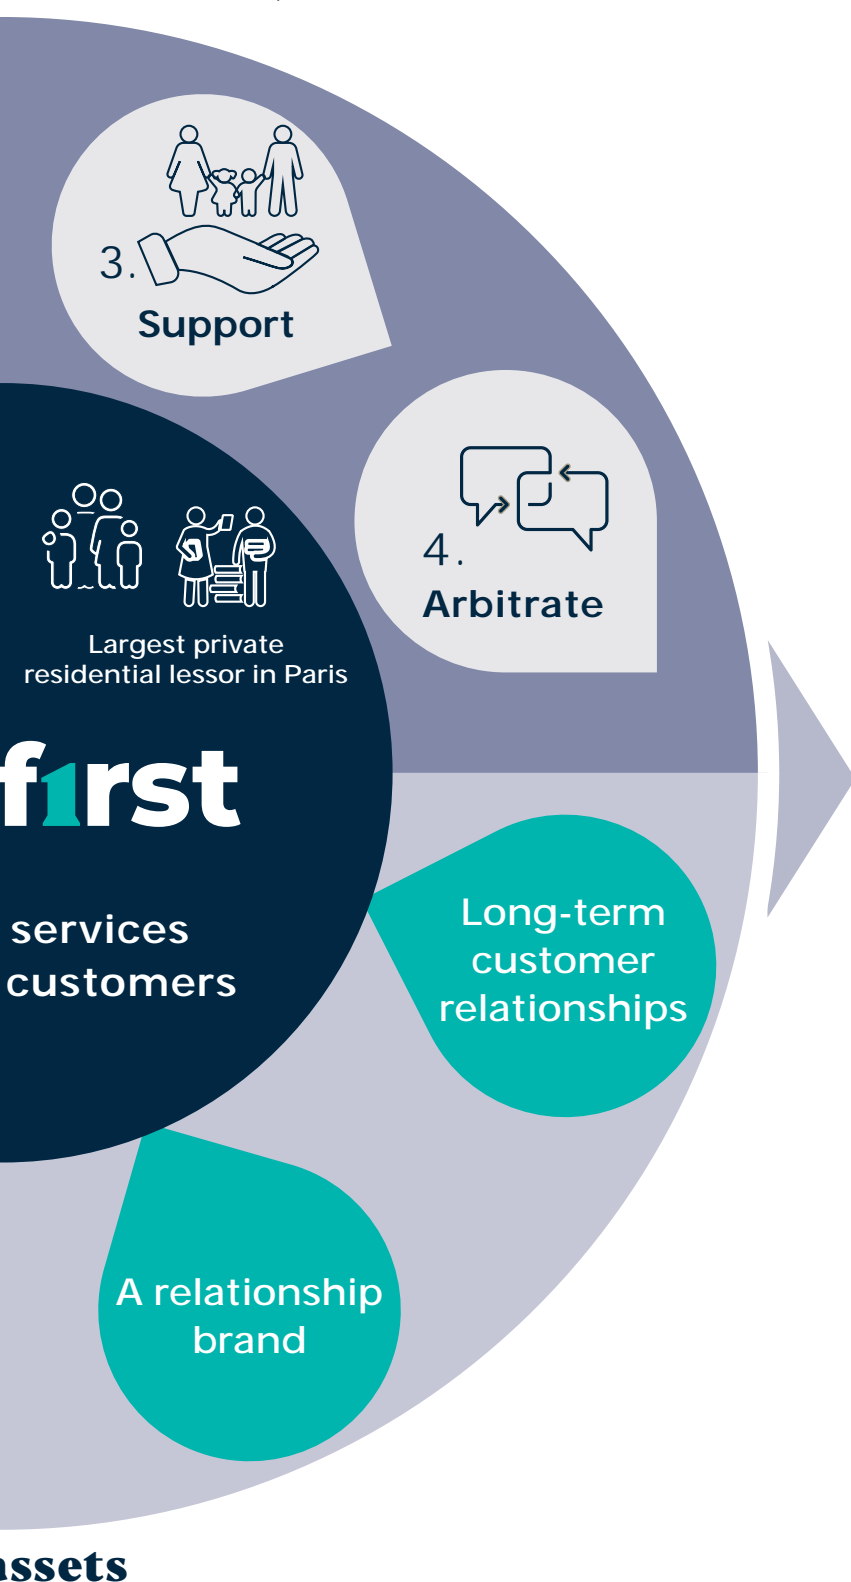 3.
Support
4.
Arbitrate
Largest private
residential lessor in Paris
f1rst
services
customers
Long-term
customer
relationships
A relationship
brand
assets